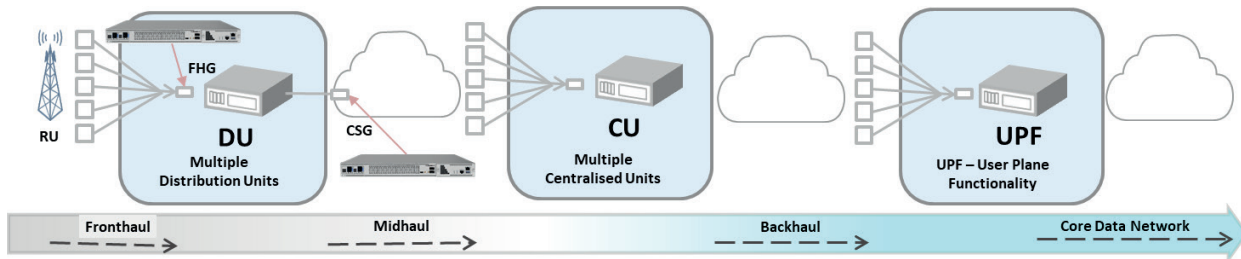 FHG
RU
CSG
DU
Multiple
Distribution Units
CU
Multiple
Centralised Units
UPF
UPF – User Plane
Functionality
Fronthaul
Midhaul
Backhaul
Core Data Network